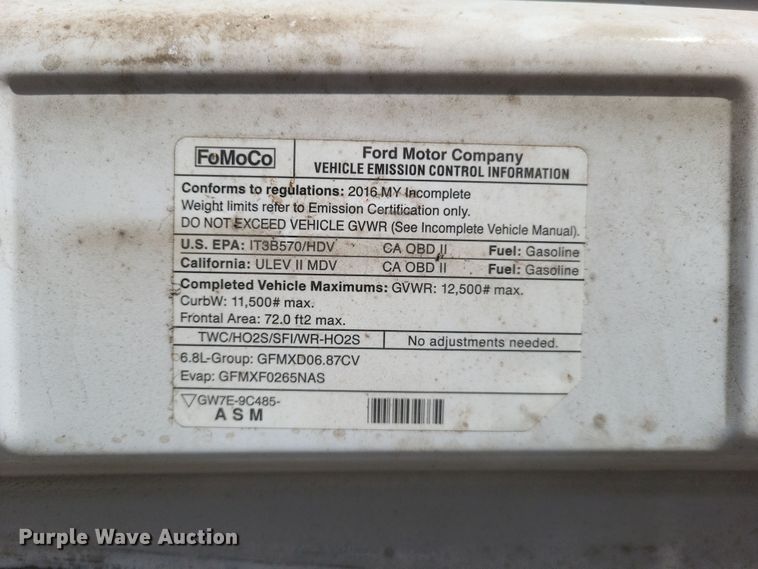 FoMoCo
Ford Motor Company
VEHICLE EMISSION CONTROL INFORMATION
Conforms to regulations: 2016 MY Incomplete
Weight limits refer to Emission Certification only.
DO NOT EXCEED VEHICLE GVWR (See Incomplete Vehicle Manual).
U.S. EPA: IT3B570/HDV CA OBD II Fuel: Gasoline
California: ULEV II MDV CA OBD II Fuel: Gasoline
Completed Vehicle Maximums: GVWR: 12,500# max.
CurbW: 11,500# max.
Frontal Area: 72.0 ft2 max.
TWC/HO2S/SFI/WR-HO2S No adjustments needed.
6.8L-Group: GFMXD06.87CV
Evap: GFMXF0265NAS
GW7E-9C485-
A S M
Purple Wave Auction